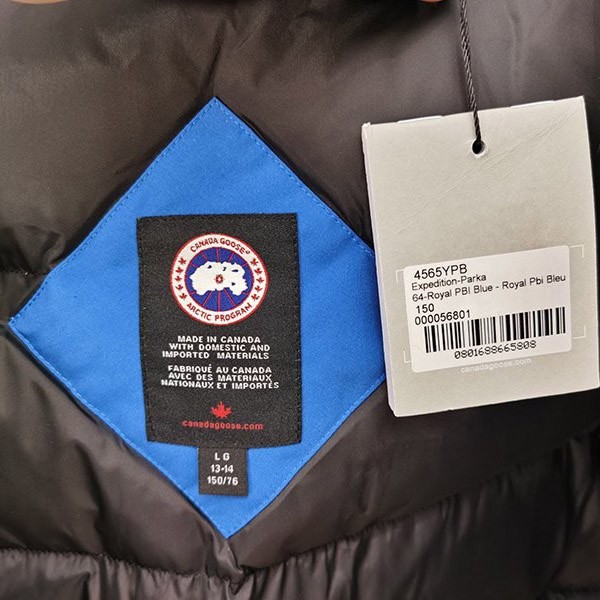 CANADA GOOSE®
ARCTIC PROGRAM
MADE IN CANADA
WITH DOMESTIC AND
IMPORTED MATERIALS
FABRIQUÉ AU CANADA
AVEC DES MATERIAUX
NATIONAUX ET IMPORTÉS
canadagoose.com
LG
13-14
150/76
4565YPB
Expedition-Parka
64-Royal PBI Blue - Royal Pbi Bleu
150
000056801
0801688665808
canadagoose.com